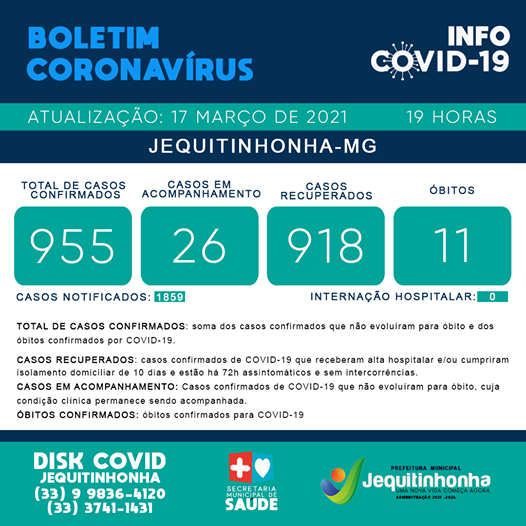 BOLETIM
CORONAVÍRUS
INFO
COVID-19
ATUALIZAÇÃO: 17 MARÇO DE 2021
19 HORAS
JEQUITINHONHA-MG
TOTAL DE CASOS
CONFIRMADOS
955
CASOS EM
ACOMPANHAMENTO
26
CASOS
RECUPERADOS
918
ÓBITOS
11
CASOS NOTIFICADOS: 1859
INTERNAÇÃO HOSPITALAR: 0
TOTAL DE CASOS CONFIRMADOS: soma dos casos confirmados que não evoluíram para óbito e dos
óbitos confirmados por COVID-19.
CASOS RECUPERADOS: casos confirmados de COVID-19 que receberam alta hospitalar e/ou cumpriram
isolamento domiciliar de 10 dias e estão há 72h assintomáticos e sem intercorrências.
CASOS EM ACOMPANHAMENTO: Casos confirmados de COVID-19 que não evoluíram para óbito, cuja
condição clínica permanece sendo acompanhada.
ÓBITOS CONFIRMADOS: óbitos confirmados para COVID-19
DISK COVID
JEQUITINHONHA
(33) 9 9836-4120
(33) 3741-1431
SECRETARIA
MUNICIPAL DE
SAÚDE
PREFEITURA MUNICIPAL
Jequitinhonha
UMA NOVA VIDA COMEÇA AGORA
ADMINISTRAÇÃO 2021 -2024